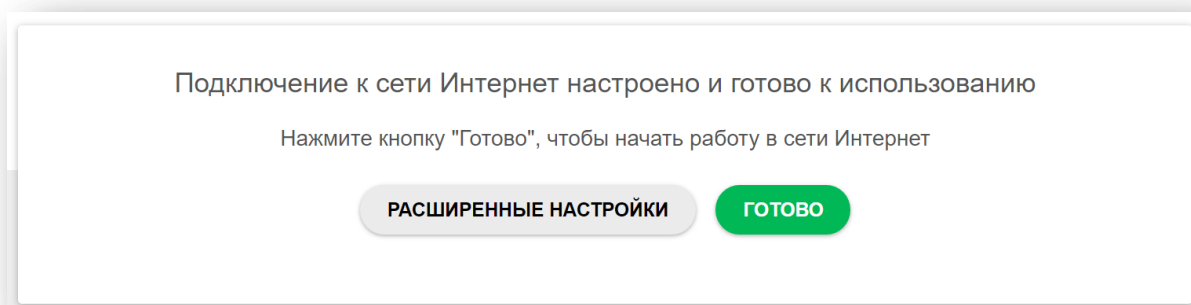 Подключение к сети Интернет настроено и готово к использованию
Нажмите кнопку "Готово", чтобы начать работу в сети Интернет
РАСШИРЕННЫЕ НАСТРОЙКИ ГОТОВО